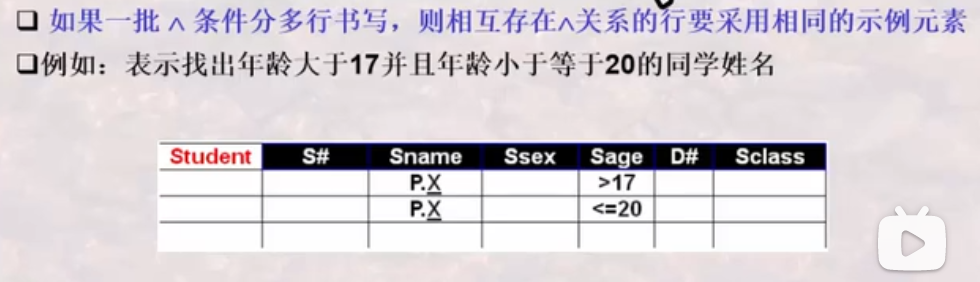 □ 如果一批 ∧ 条件分多行书写，则相互存在∧关系的行要采用相同的示例元素
□例如：表示找出年龄大于17并且年龄小于等于20的同学姓名
Student S# Sname Ssex Sage D# Sclass
P.X >17
P.X <=20